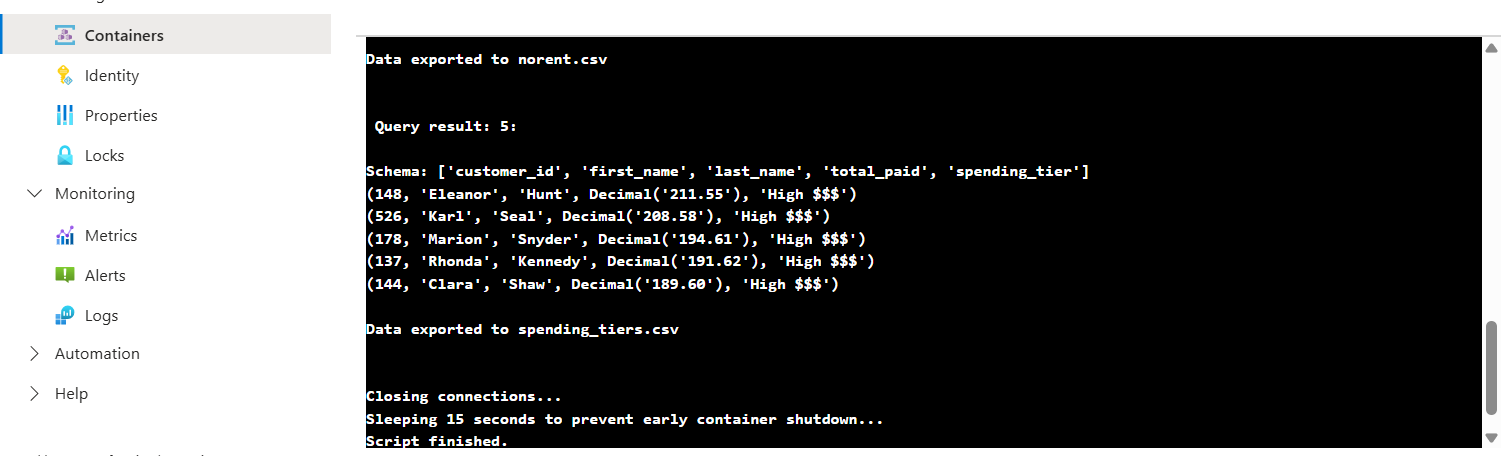 Containers
Identity
Properties
Locks
Monitoring
Metrics
Alerts
Logs
Automation
Help
Data exported to norent.csv
Query result: 5:
Schema: ['customer_id', 'first_name', 'last_name', 'total_paid', 'spending_tier']
(148, 'Eleanor', 'Hunt', Decimal('211.55'), 'High $$$')
(526, 'Karl', 'Seal', Decimal('208.58'), 'High $$$')
(178, 'Marion', 'Snyder', Decimal('194.61'), 'High $$$')
(137, 'Rhonda', 'Kennedy', Decimal('191.62'), 'High $$$')
(144, 'Clara', 'Shaw', Decimal('189.60'), 'High $$$')
Data exported to spending_tiers.csv
Closing connections...
Sleeping 15 seconds to prevent early container shutdown...
Script finished.